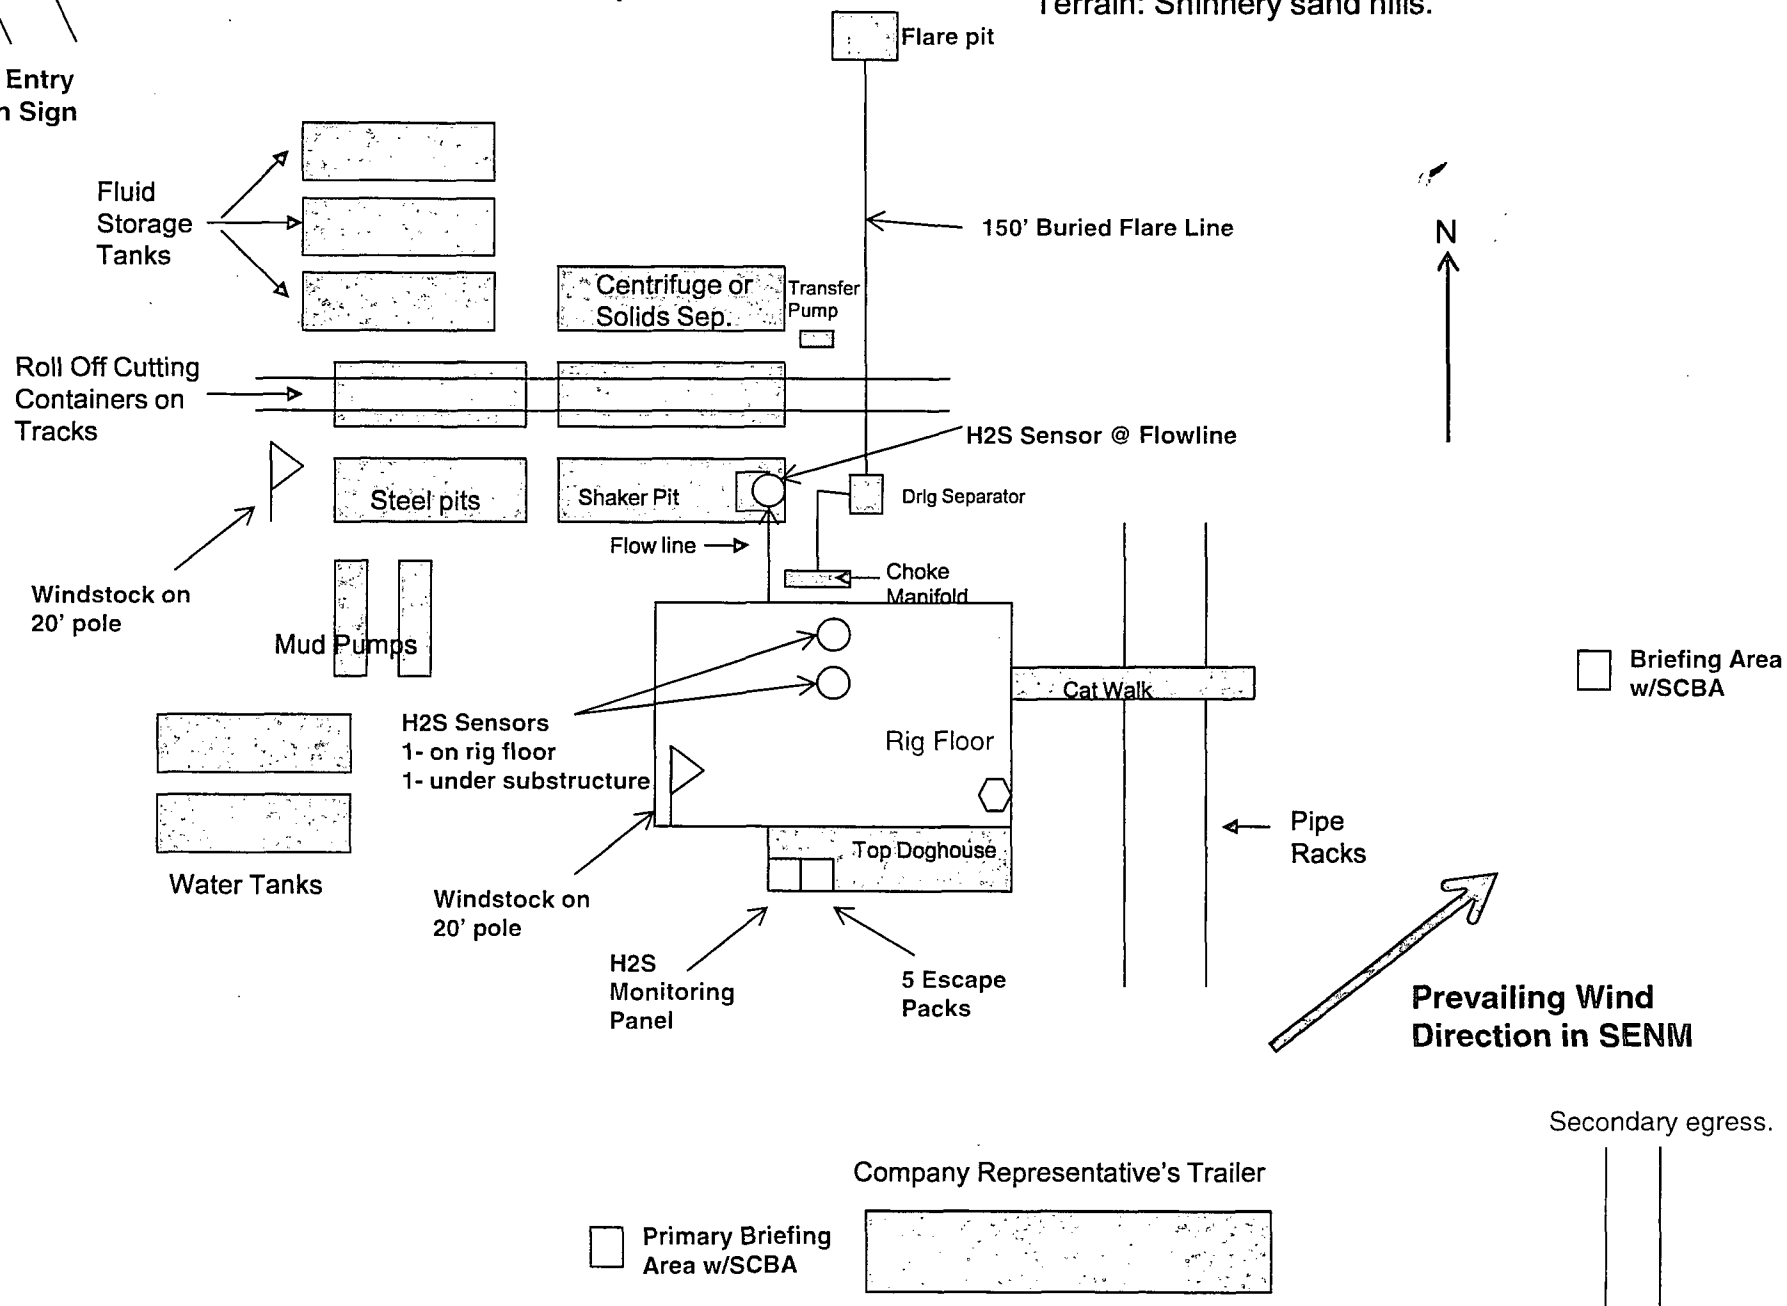 Terrain: Shinnery sand hills.
Flare pit
Entry
Sign
Fluid
Storage
Tanks
150' Buried Flare Line
N
Centrifuge or
Solids Sep.
Transfer
Pump
Roll Off Cutting
Containers on
Tracks
H2S Sensor @ Flowline
Steel pits
Shaker Pit
Drlg Separator
Flow line
Choke
Manifold
Windstock on
20' pole
Mud Pumps
Briefing Area
w/SCBA
Cat Walk
H2S Sensors
1- on rig floor
1- under substructure
Rig Floor
Pipe
Racks
Top Doghouse
Water Tanks
Windstock on
20' pole
H2S
Monitoring
Panel
5 Escape
Packs
Prevailing Wind
Direction in SENM
Secondary egress.
Company Representative's Trailer
Primary Briefing
Area w/SCBA